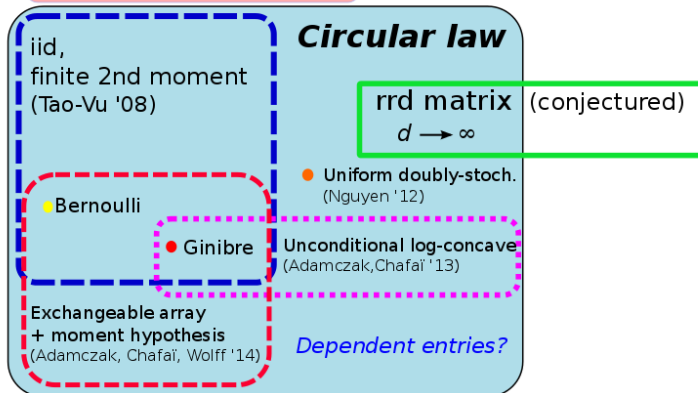 Circular law
iid,
finite 2nd moment
(Tao-Vu '08)
rrd matrix (conjectured)
d → ∞
Uniform doubly-stoch.
(Nguyen '12)
Bernoulli
Ginibre
Unconditional log-concave
(Adamczak,Chafaï '13)
Exchangeable array
+ moment hypothesis
(Adamczak, Chafaï, Wolff '14)
Dependent entries?